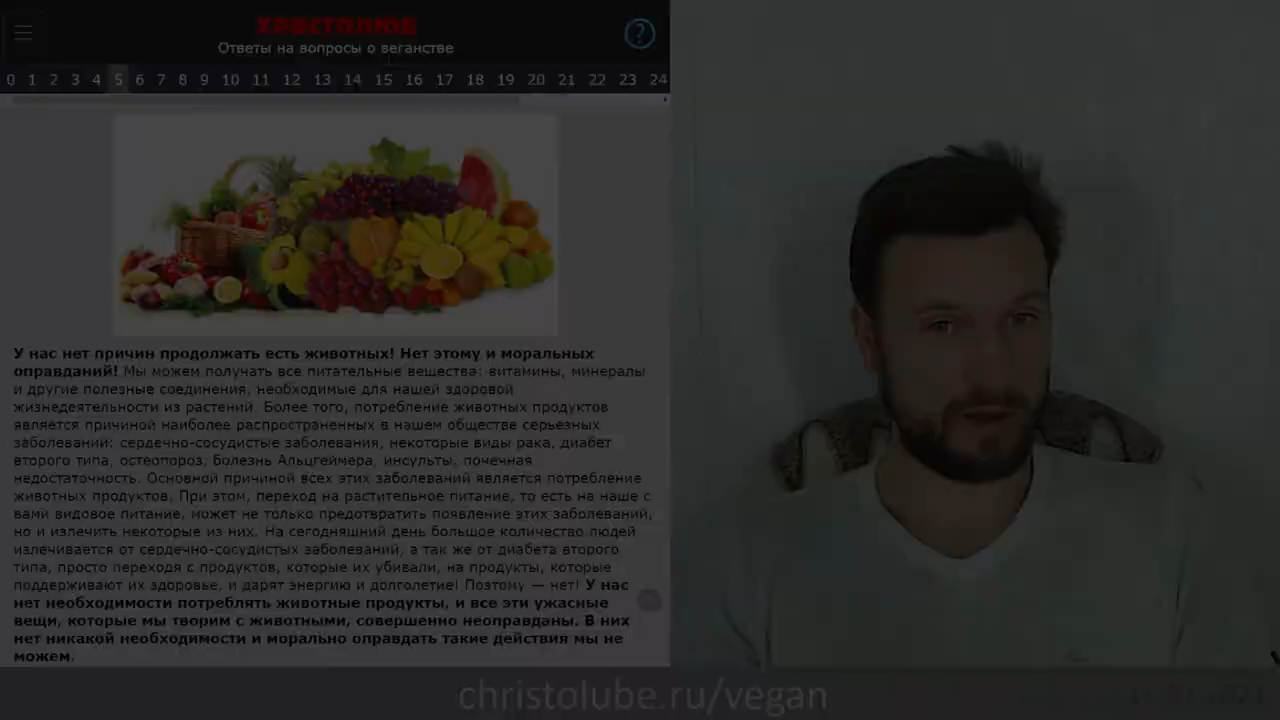 ХРИСТОЛЮБ
Ответы на вопросы о веганстве
?
0 1 2 3 4 5 6 7 8 9 10 11 12 13 14 15 16 17 18 19 20 21 22 23 24
У нас нет причин продолжать есть животных! Нет этому и моральных
оправданий! Мы можем получать все питательные вещества: витамины, минералы
и другие полезные соединения, необходимые для нашей здоровой
жизнедеятельности из растений. Более того, потребление животных продуктов
является причиной наиболее распространенных в нашем обществе серьезных
заболеваний: сердечно-сосудистые заболевания, некоторые виды рака, диабет
второго типа, остеопороз, болезнь Альцгеймера, инсульты, почечная
недостаточность. Основной причиной всех этих заболеваний является потребление
животных продуктов. При этом, переход на растительное питание, то есть на наше с
вами видовое питание, может не только предотвратить появление этих заболеваний,
но и излечить некоторые из них. На сегодняшний день большое количество людей
излечивается от сердечно-сосудистых заболеваний, а так же от диабета второго
типа, просто переходя с продуктов, которые их убивали, на продукты, которые
поддерживают их здоровье, и дарят энергию и долголетие! Поэтому — нет! У нас
нет необходимости потреблять животные продукты, и все эти ужасные
вещи, которые мы творим с животными, совершенно неоправданы. В них
нет никакой необходимости и морально оправдать такие действия мы не
можем.
christolube.ru/vegan